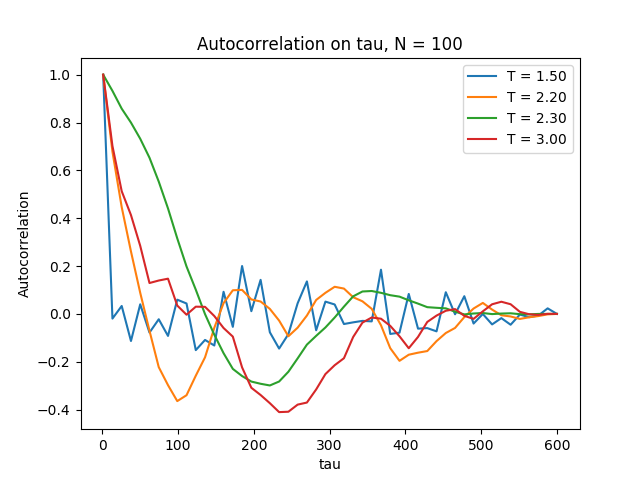 Autocorrelation on tau, N = 100
T = 1.50
T = 2.20
T = 2.30
T = 3.00
Autocorrelation
1.0
0.8
0.6
0.4
0.2
0.0
−0.2
−0.4
0 100 200 300 400 500 600
tau